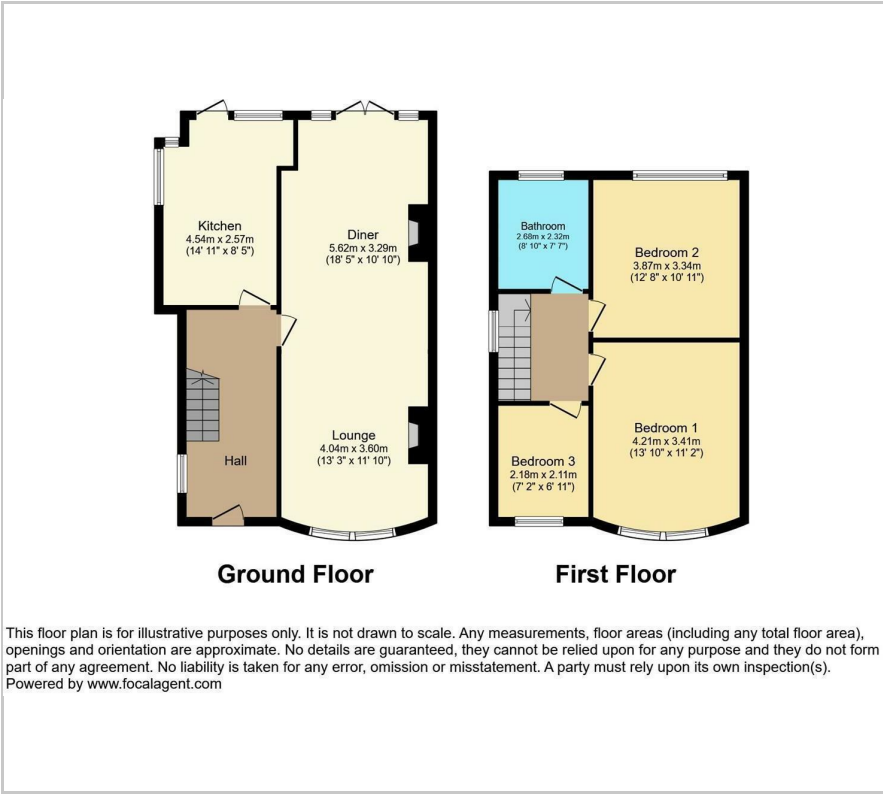 Kitchen
4.54m x 2.57m
(14' 11" x 8' 5")
Diner
5.62m x 3.29m
(18' 5" x 10' 10")
Hall
Lounge
4.04m x 3.60m
(13' 3" x 11' 10")
Ground Floor
Bathroom
2.68m x 2.32m
(8' 10" x 7' 7")
Bedroom 2
3.87m x 3.34m
(12' 8" x 10' 11")
Bedroom 1
4.21m x 3.41m
(13' 10" x 11' 2")
Bedroom 3
2.18m x 2.11m
(7' 2" x 6' 11")
First Floor
This floor plan is for illustrative purposes only. It is not drawn to scale. Any measurements, floor areas (including any total floor area),
openings and orientation are approximate. No details are guaranteed, they cannot be relied upon for any purpose and they do not form
part of any agreement. No liability is taken for any error, omission or misstatement. A party must rely upon its own inspection(s).
Powered by www.focalagent.com